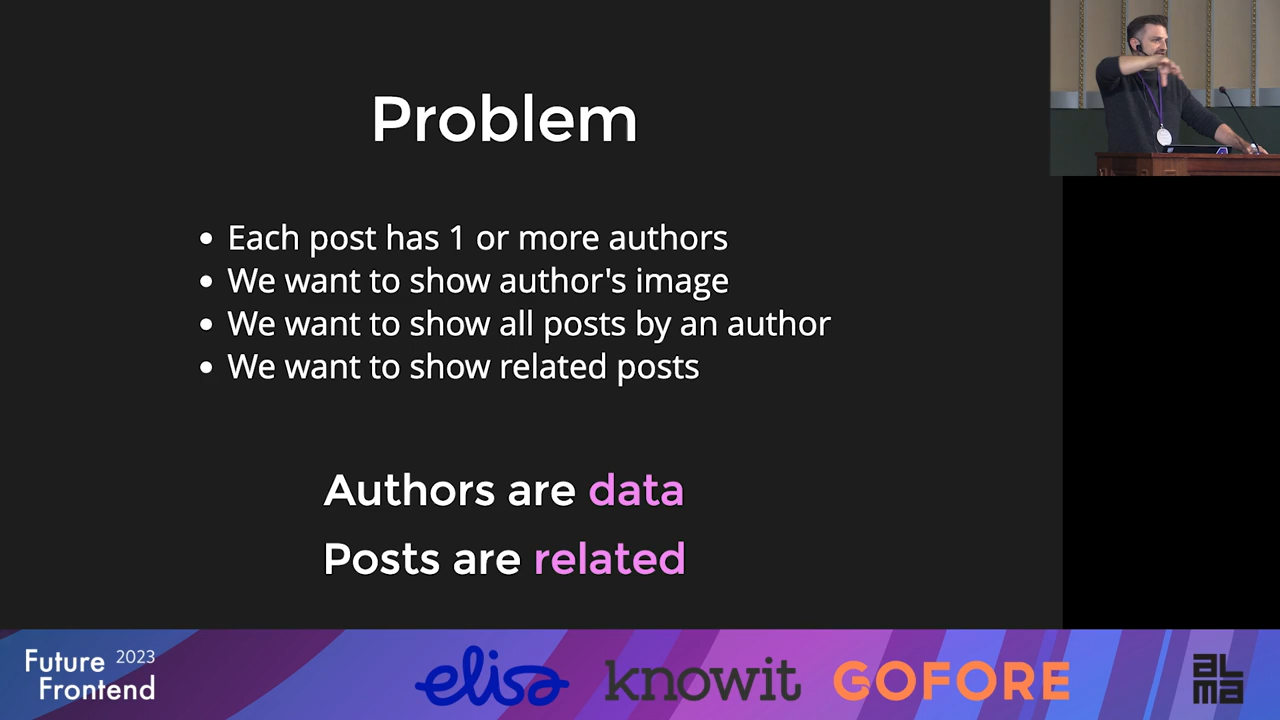 Problem
• Each post has 1 or more authors
• We want to show author's image
• We want to show all posts by an author
• We want to show related posts
Authors are data
Posts are related
Future 2023
Frontend
elisa
knowit
GOFORE
aL
ma